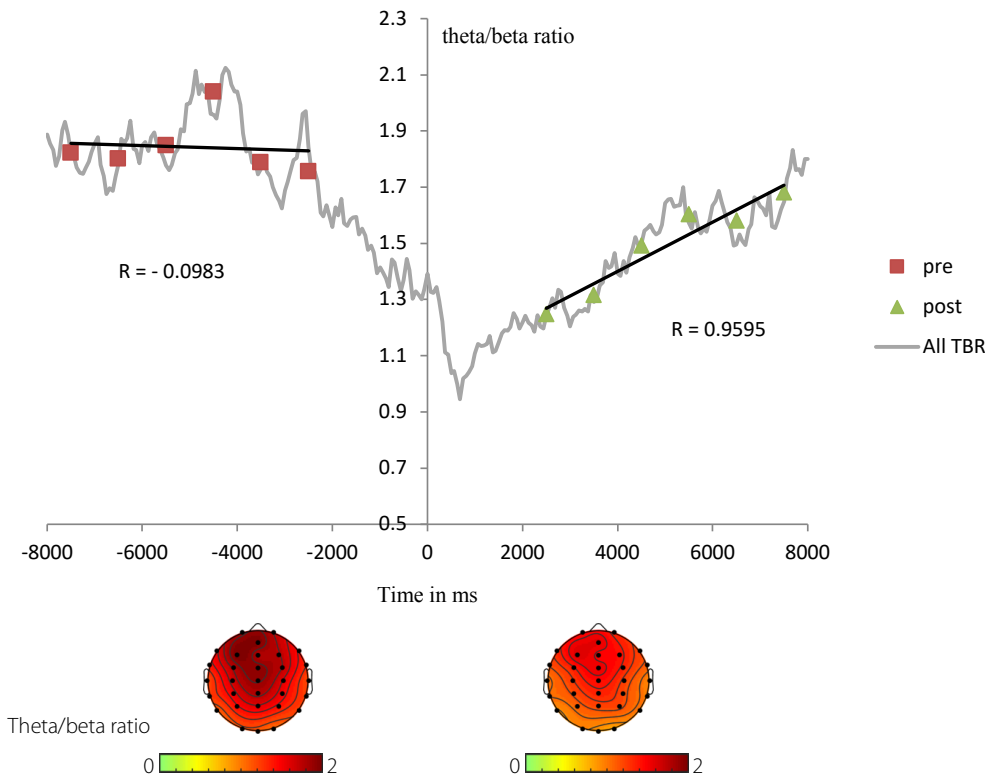 theta/beta ratio
2.3
2.1
1.9
1.7
1.5
1.3
1.1
0.9
0.7
0.5
R = - 0.0983
R = 0.9595
pre
post
All TBR
-8000 -6000 -4000 -2000 0 2000 4000 6000 8000
Time in ms
Theta/beta ratio
0 2 0 2